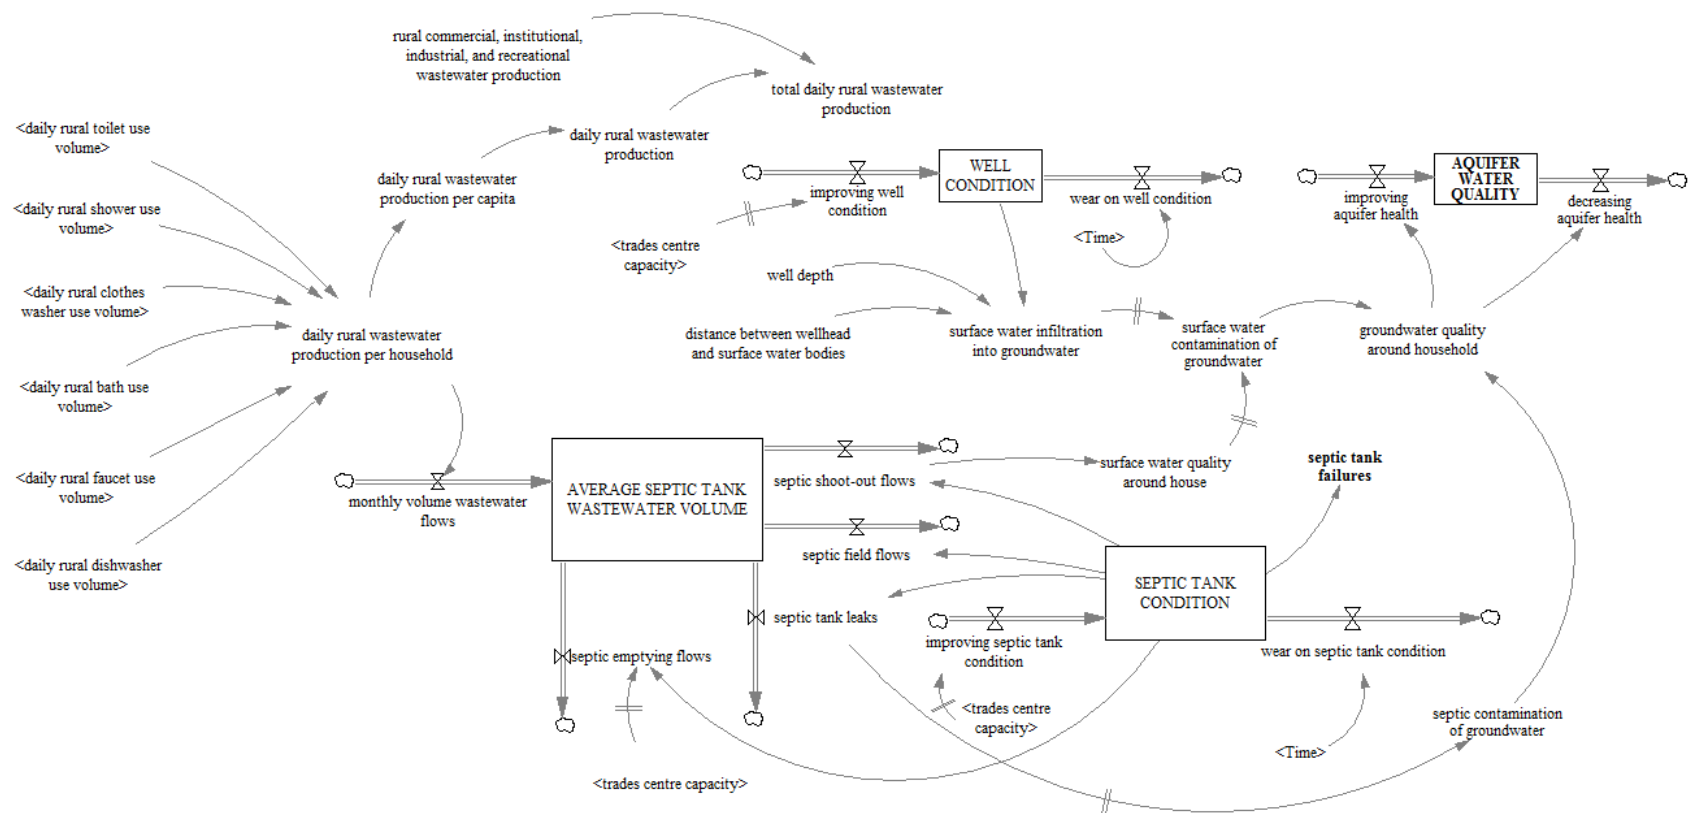 rural commercial, institutional,
industrial, and recreational
wastewater production
total daily rural wastewater
production
<daily rural toilet use
volume>
daily rural wastewater
production
WELL
CONDITION
AQUIFER
WATER
QUALITY
daily rural wastewater
production per capita
improving well
condition
wear on well condition
improving
aquifer health
decreasing
aquifer health
<daily rural shower use
volume>
<trades centre
capacity>
<Time>
well depth
<daily rural clothes
washer use volume>
daily rural wastewater
production per household
distance between wellhead
and surface water bodies
surface water infiltration
into groundwater
surface water
contamination of
groundwater
groundwater quality
around household
<daily rural bath use
volume>
<daily rural faucet use
volume>
monthly volume wastewater
flows
AVERAGE SEPTIC TANK
WASTEWATER VOLUME
septic shoot-out flows
surface water quality
around house
septic tank
failures
septic field flows
<daily rural dishwasher
use volume>
SEPTIC TANK
CONDITION
septic tank leaks
improving septic tank
condition
wear on septic tank condition
septic emptying flows
<trades centre
capacity>
septic contamination
of groundwater
<Time>
<trades centre capacity>